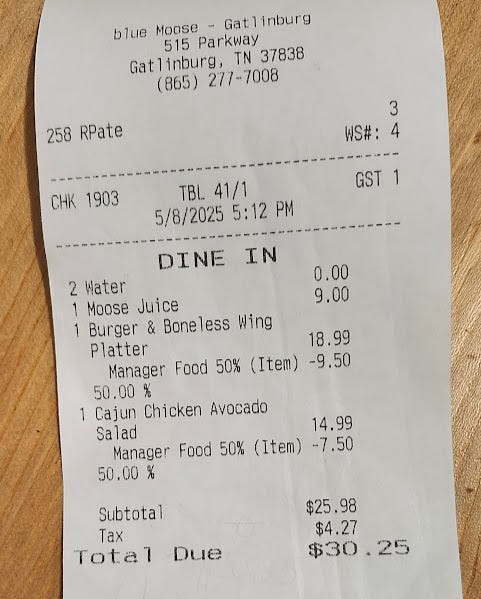 blue Moose - Gatlinburg
515 Parkway
Gatlinburg, TN 37838
(865) 277-7008
3
258 RPate WS#: 4
CHK 1903 TBL 41/1 GST 1
5/8/2025 5:12 PM
DINE IN
2 Water 0.00
1 Moose Juice 9.00
1 Burger & Boneless Wing
Platter 18.99
Manager Food 50% (Item) -9.50
50.00 %
1 Cajun Chicken Avocado
Salad 14.99
Manager Food 50% (Item) -7.50
50.00 %
Subtotal $25.98
Tax $4.27
Total Due $30.25